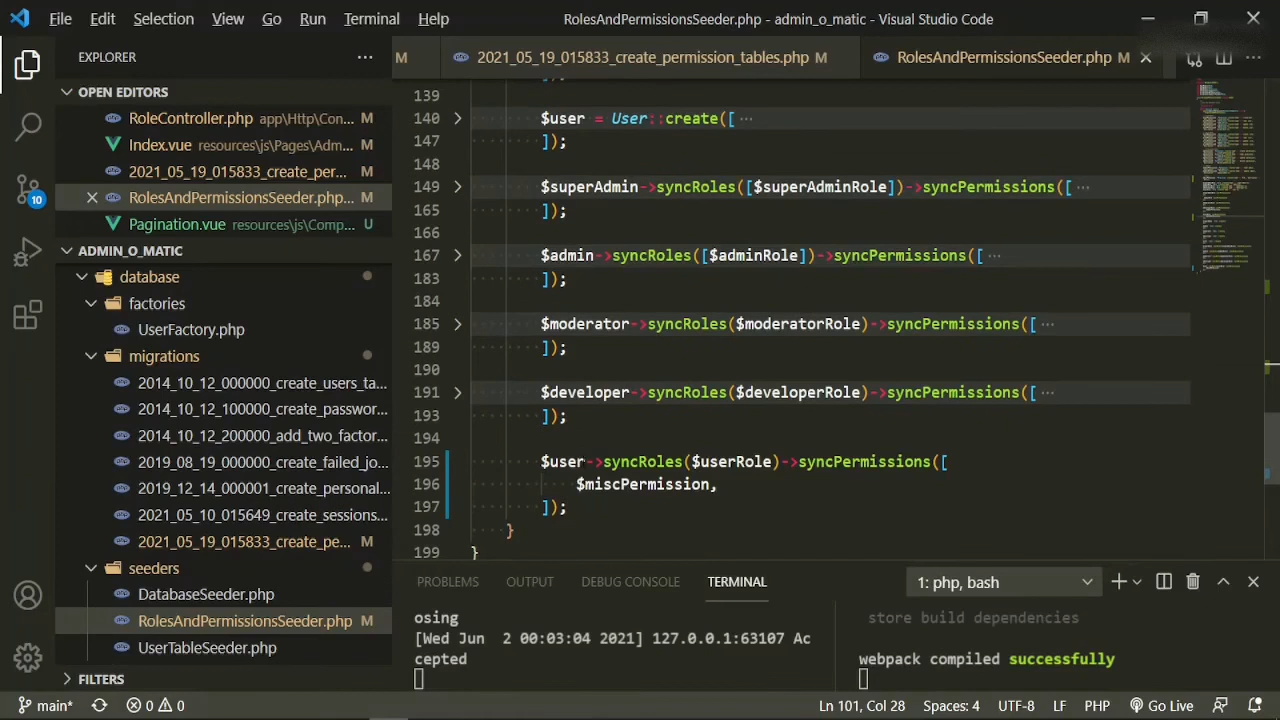 File Edit Selection View Go Run Terminal Help RolesAndPermissionsSeeder.php - admin_o_matic - Visual Studio Code
EXPLORER
M 2021_05_19_015833_create_permission_tables.php M RolesAndPermissionsSeeder.php M
OPEN EDITORS
RoleController.php app\Http\Con... M
Index.vue resources\js\Pages\Adm...
2021_05_19_015833_create_per... M
RolesAndPermissionsSeeder.php... M
Pagination.vue resources\js\Comp... U
ADMIN_O_MATIC
database
factories
UserFactory.php
migrations
2014_10_12_000000_create_users_ta...
2014_10_12_100000_create_passwor...
2014_10_12_200000_add_two_factor...
2019_08_19_000000_create_failed_jo...
2019_12_14_000001_create_personal...
2021_05_10_015649_create_sessions...
2021_05_19_015833_create_pe... M
seeders
DatabaseSeeder.php
RolesAndPermissionsSeeder.php M
UserTableSeeder.php
FILTERS
10
139
140 $user = User::create([ ...
147 ]);
148
149 $superAdmin->syncRoles([$superAdminRole])->syncPermissions([ ...
165 ]);
166
167 $admin->syncRoles([$adminRole])->syncPermissions([ ...
183 ]);
184
185 $moderator->syncRoles($moderatorRole)->syncPermissions([ ...
189 ]);
190
191 $developer->syncRoles($developerRole)->syncPermissions([ ...
193 ]);
194
195 $user->syncRoles($userRole)->syncPermissions([
196 $miscPermission,
197 ]);
198 }
199 }
PROBLEMS OUTPUT DEBUG CONSOLE TERMINAL 1: php, bash
osing
[Wed Jun 2 00:03:04 2021] 127.0.0.1:63107 Ac
cepted
store build dependencies
webpack compiled successfully
main* 0 0 Ln 101, Col 28 Spaces: 4 UTF-8 LF PHP Go Live